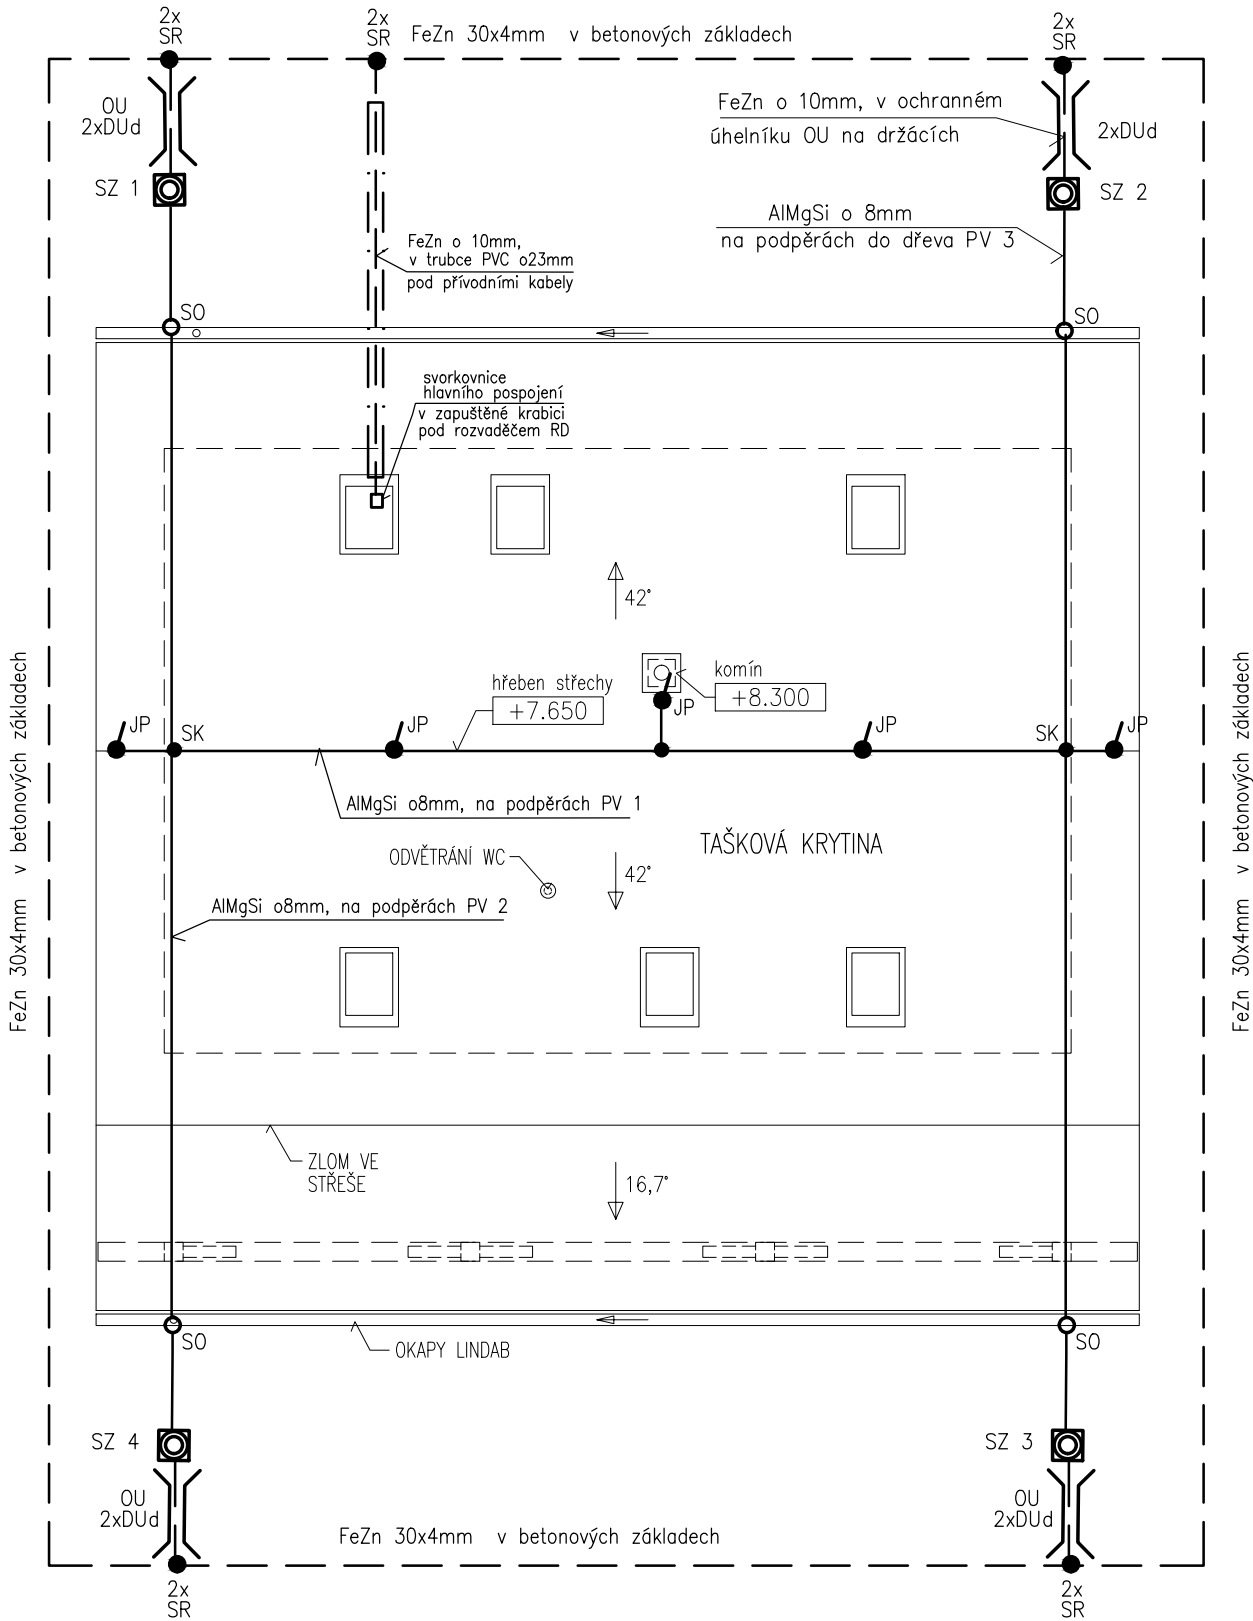 2x
SR
2x
SR
FeZn 30x4mm v betonových základech
2x
SR
OU
2xDUd
FeZn o 10mm, v ochranném
úhelníku OU na držácích
2xDUd
SZ 1
SZ 2
AlMgSi o 8mm
na podpěrách do dřeva PV 3
FeZn o 10mm,
v trubce PVC o23mm
pod přívodními kabely
SO
SO
svorkovnice
hlavního pospojení
v zapuštěné krabici
pod rozvaděčem RD
42°
hřeben střechy
+7.650
komín
+8.300
JP
JP
SK
JP
JP
SK
JP
FeZn 30x4mm v betonových základech
FeZn 30x4mm v betonových základech
AlMgSi o8mm, na podpěrách PV 1
TAŠKOVÁ KRYTINA
ODVĚTRÁNÍ WC
42°
AlMgSi o8mm, na podpěrách PV 2
ZLOM VE
STŘEŠE
16,7°
SO
OKAPY LINDAB
SO
SZ 4
SZ 3
OU
2xDUd
OU
2xDUd
FeZn 30x4mm v betonových základech
2x
SR
2x
SR